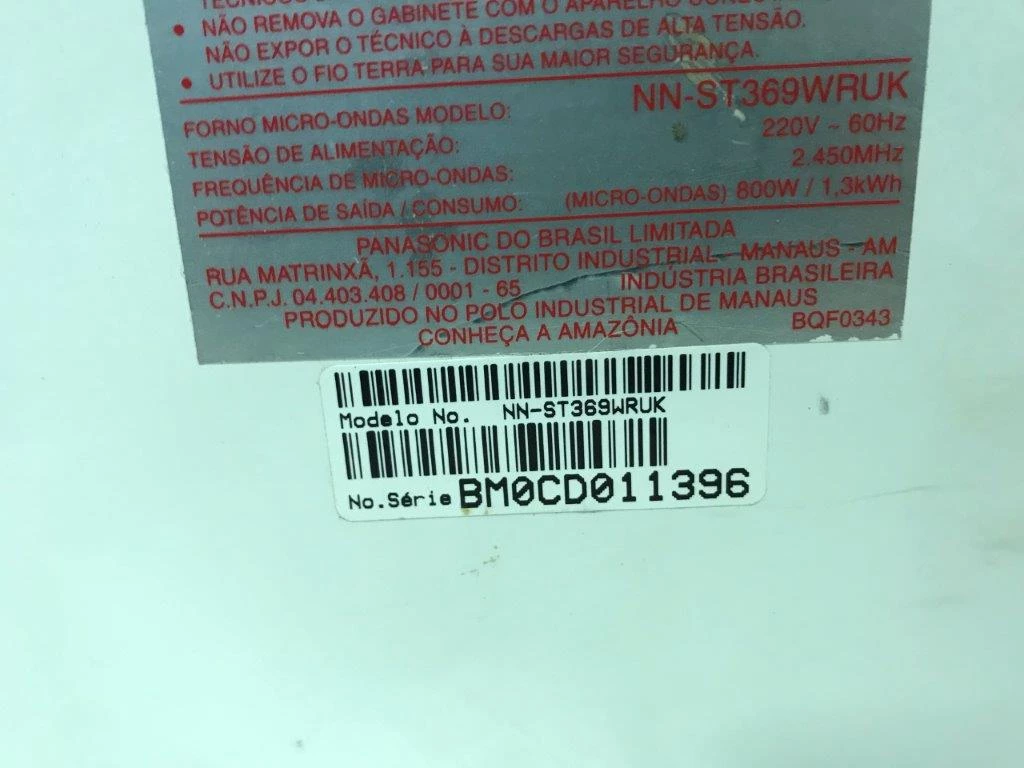 TÉCNICOS
• NÃO REMOVA O GABINETE COM O APARELHO
NÃO EXPOR O TÉCNICO À DESCARGAS DE ALTA TENSÃO.
• UTILIZE O FIO TERRA PARA SUA MAIOR SEGURANÇA.
FORNO MICRO-ONDAS MODELO: NN-ST369WRUK
TENSÃO DE ALIMENTAÇÃO: 220V ~ 60Hz
FREQUÊNCIA DE MICRO-ONDAS: 2.450MHz
POTÊNCIA DE SAÍDA / CONSUMO: (MICRO-ONDAS) 800W / 1,3kWh
PANASONIC DO BRASIL LIMITADA
RUA MATRINXÃ, 1.155 - DISTRITO INDUSTRIAL - MANAUS - AM
C.N.P.J. 04.403.408 / 0001 - 65 INDÚSTRIA BRASILEIRA
PRODUZIDO NO POLO INDUSTRIAL DE MANAUS
CONHEÇA A AMAZÔNIA BQF0343
Modelo No. NN-ST369WRUK
No.Série BM0CD011396